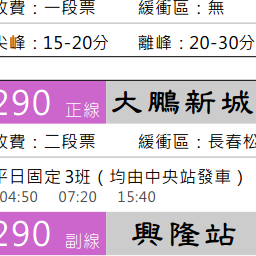 收費：一段票 緩衝區：無
尖峰：15-20分 離峰：20-30分
290 正線 大鵬新城
收費：二段票 緩衝區：長春松
平日固定3班（均由中央站發車）
04:50 07:20 15:40
290 副線 興隆站